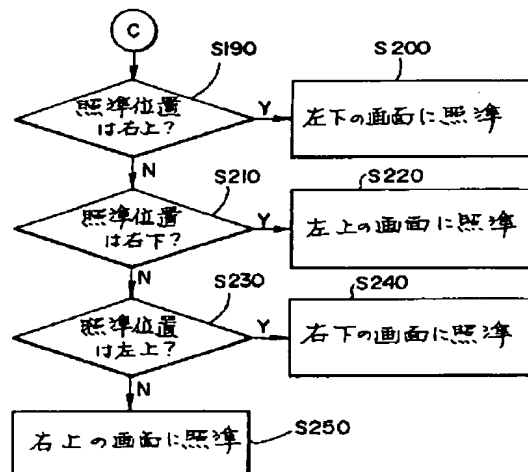 C
S190
照準位置
は右上?
Y
S200
左下の画面に照準
N
S210
照準位置
は右下?
Y
S220
左上の画面に照準
N
S230
照準位置
は左上?
Y
S240
右下の画面に照準
N
右上の画面に照準
S250